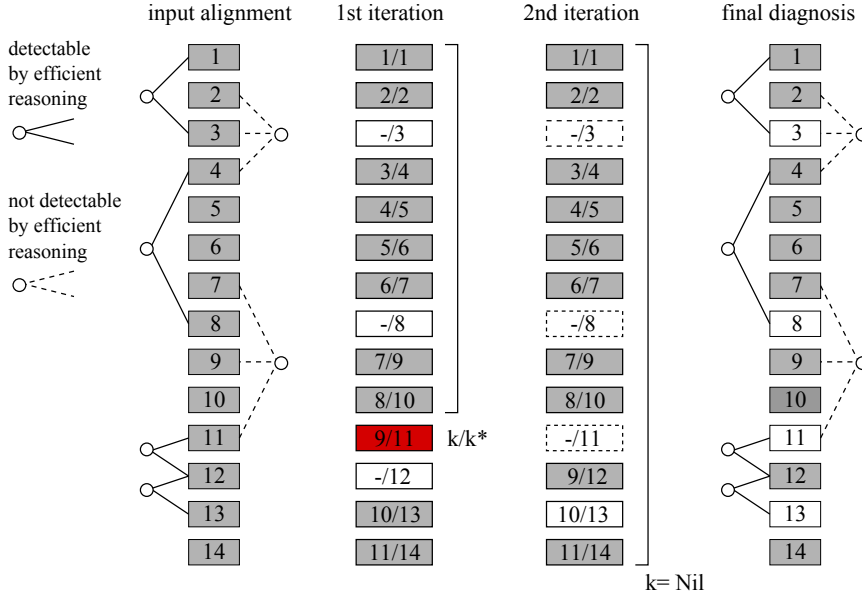 input alignment 1st iteration 2nd iteration final diagnosis
detectable
by efficient
reasoning
not detectable
by efficient
reasoning
1 1/1 1/1 1
2 2/2 2/2 2
3 -/3 -/3 3
4 3/4 3/4 4
5 4/5 4/5 5
6 5/6 5/6 6
7 6/7 6/7 7
8 -/8 -/8 8
9 7/9 7/9 9
10 8/10 8/10 10
11 9/11 k/k* -/11 11
12 -/12 9/12 12
13 10/13 10/13 13
14 11/14 11/14 14
k= Nil